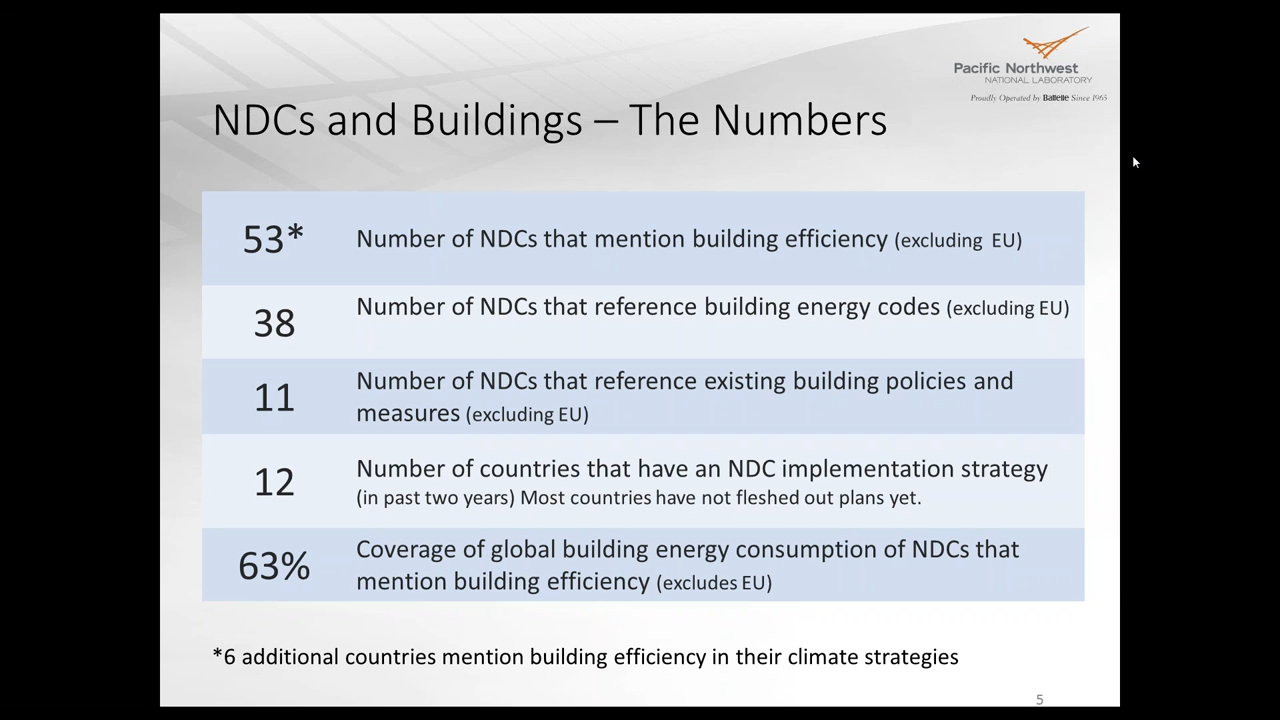 Pacific Northwest
NATIONAL LABORATORY
Proudly Operated by Battelle Since 1965
NDCs and Buildings – The Numbers
53* Number of NDCs that mention building efficiency (excluding EU)
38 Number of NDCs that reference building energy codes (excluding EU)
11 Number of NDCs that reference existing building policies and
measures (excluding EU)
12 Number of countries that have an NDC implementation strategy
(in past two years) Most countries have not fleshed out plans yet.
63% Coverage of global building energy consumption of NDCs that
mention building efficiency (excludes EU)
*6 additional countries mention building efficiency in their climate strategies
5